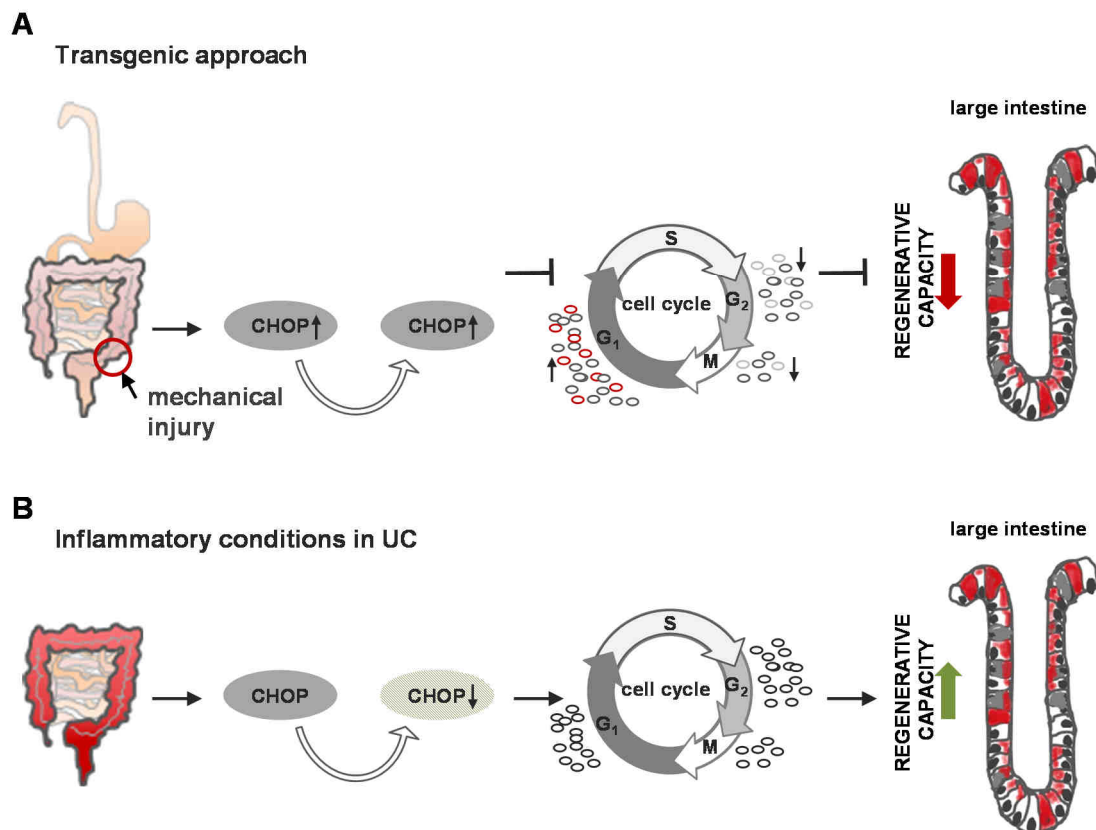 A
Transgenic approach
large intestine
CHOP↑
CHOP↑
mechanical
injury
S
G₂
M
G₁
cell cycle
REGENERATIVE
CAPACITY
B
Inflammatory conditions in UC
large intestine
CHOP
CHOP↓
S
G₂
M
G₁
cell cycle
REGENERATIVE
CAPACITY